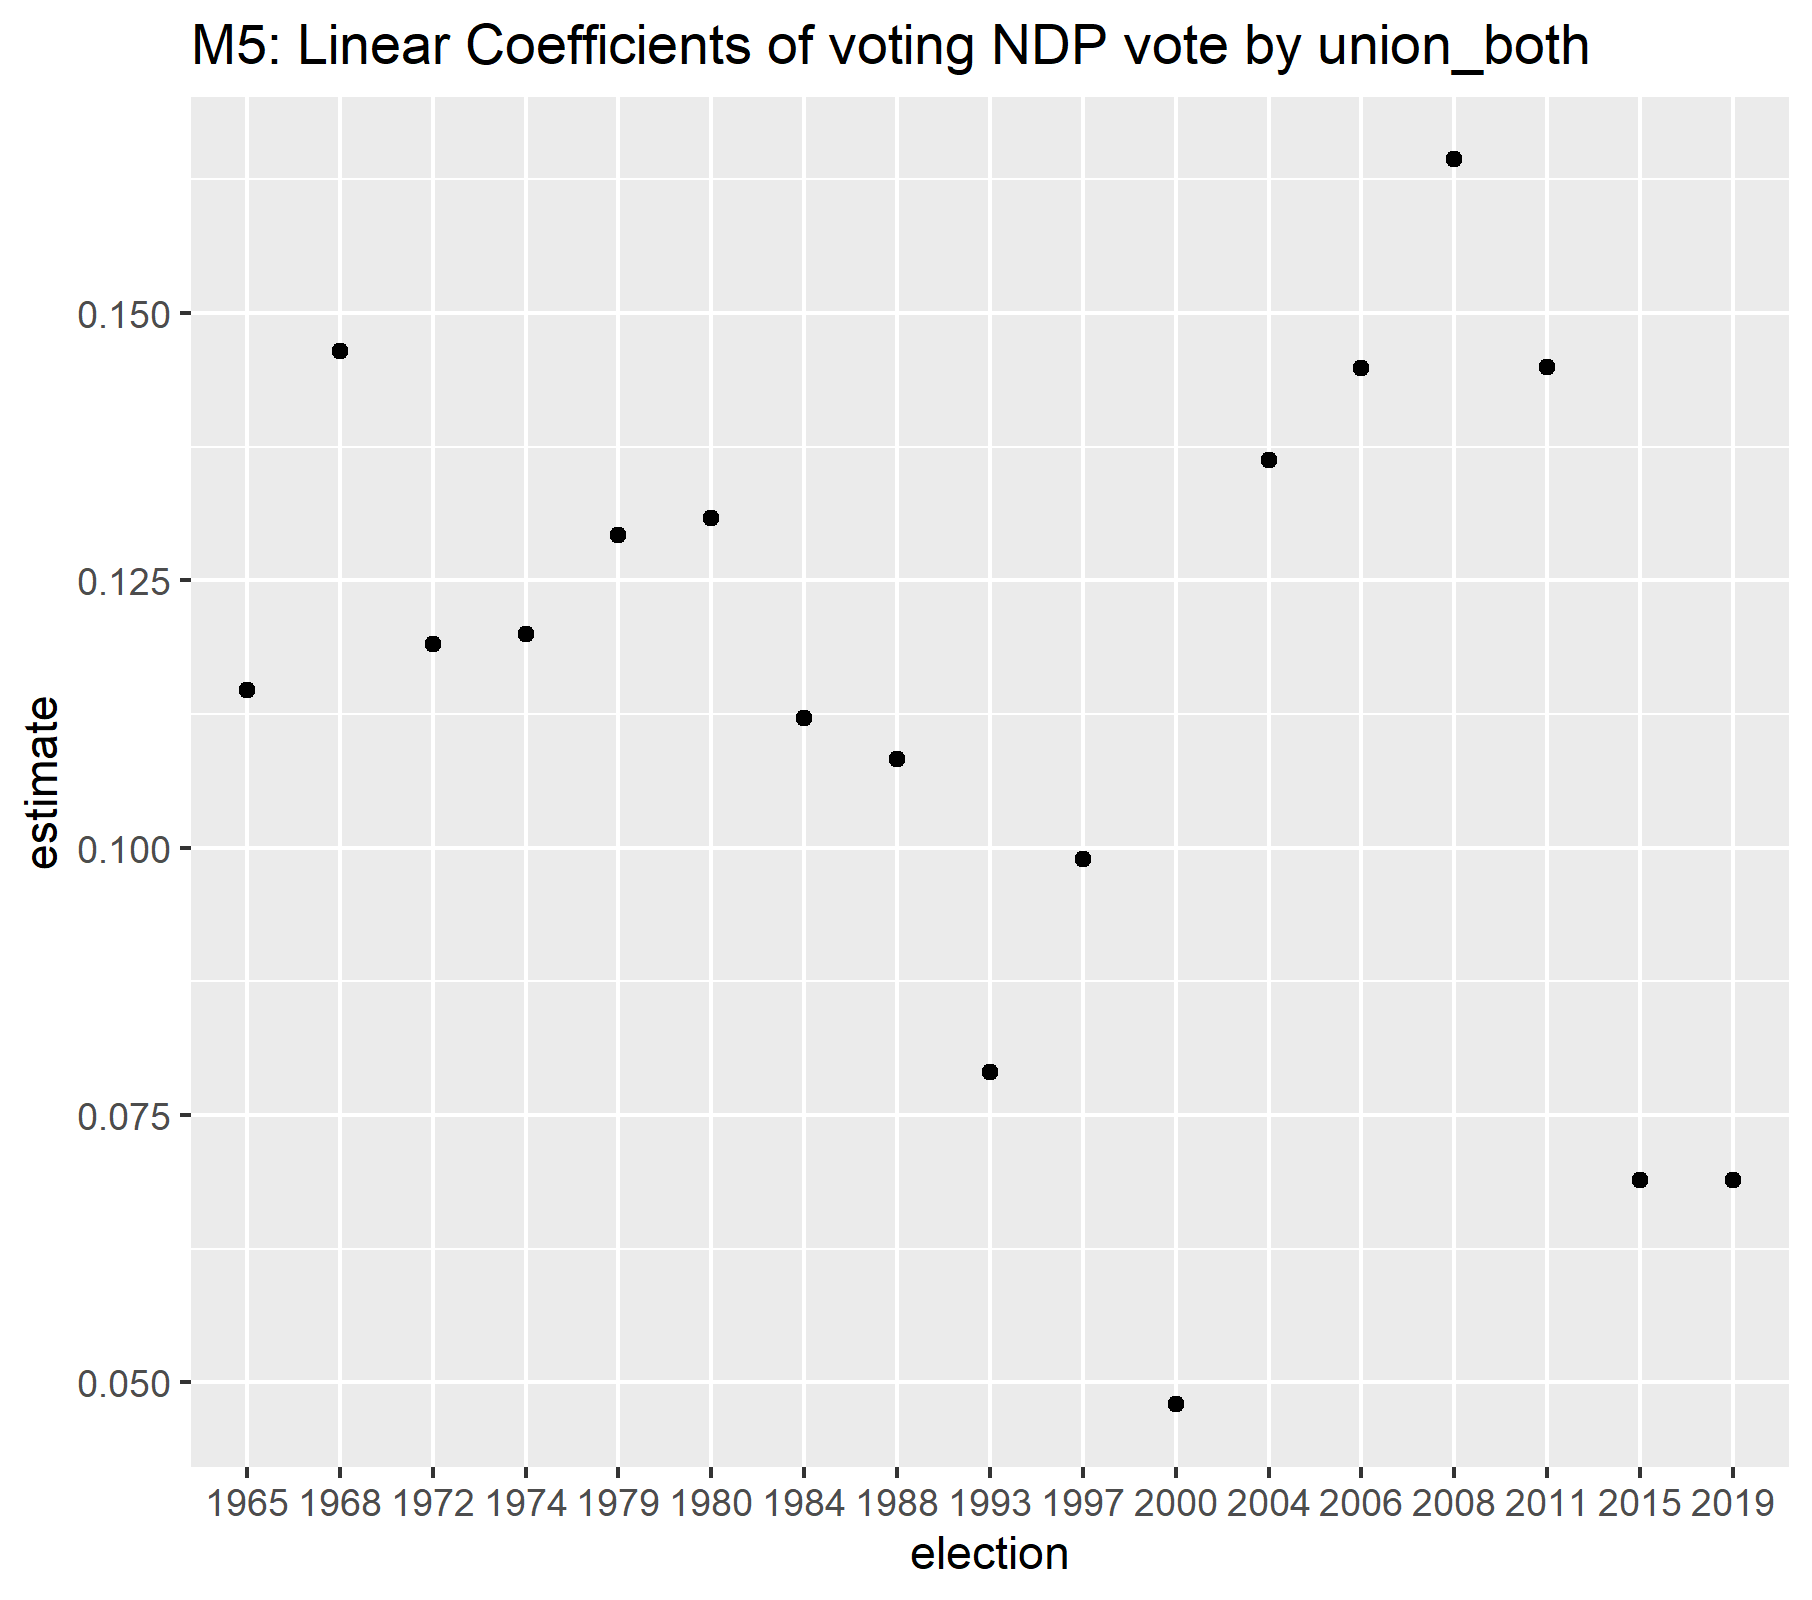 M5: Linear Coefficients of voting NDP vote by union_both
estimate
0.150
0.125
0.100
0.075
0.050
1965 1968 1972 1974 1979 1980 1984 1988 1993 1997 2000 2004 2006 2008 2011 2015 2019
election